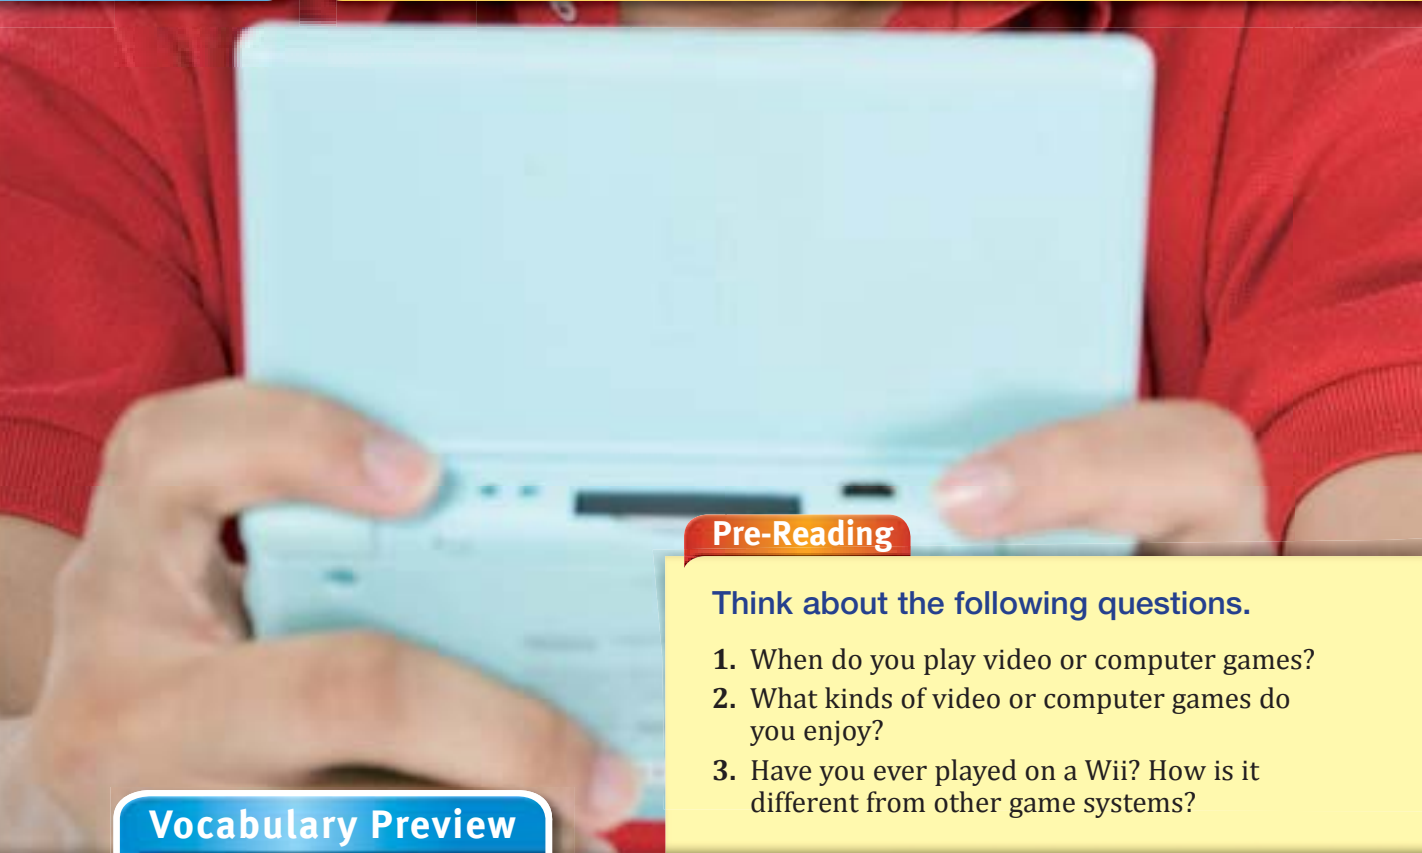 Pre-Reading
Think about the following questions.
1. When do you play video or computer games?
2. What kinds of video or computer games do
you enjoy?
3. Have you ever played on a Wii? How is it
different from other game systems?
Vocabulary Preview